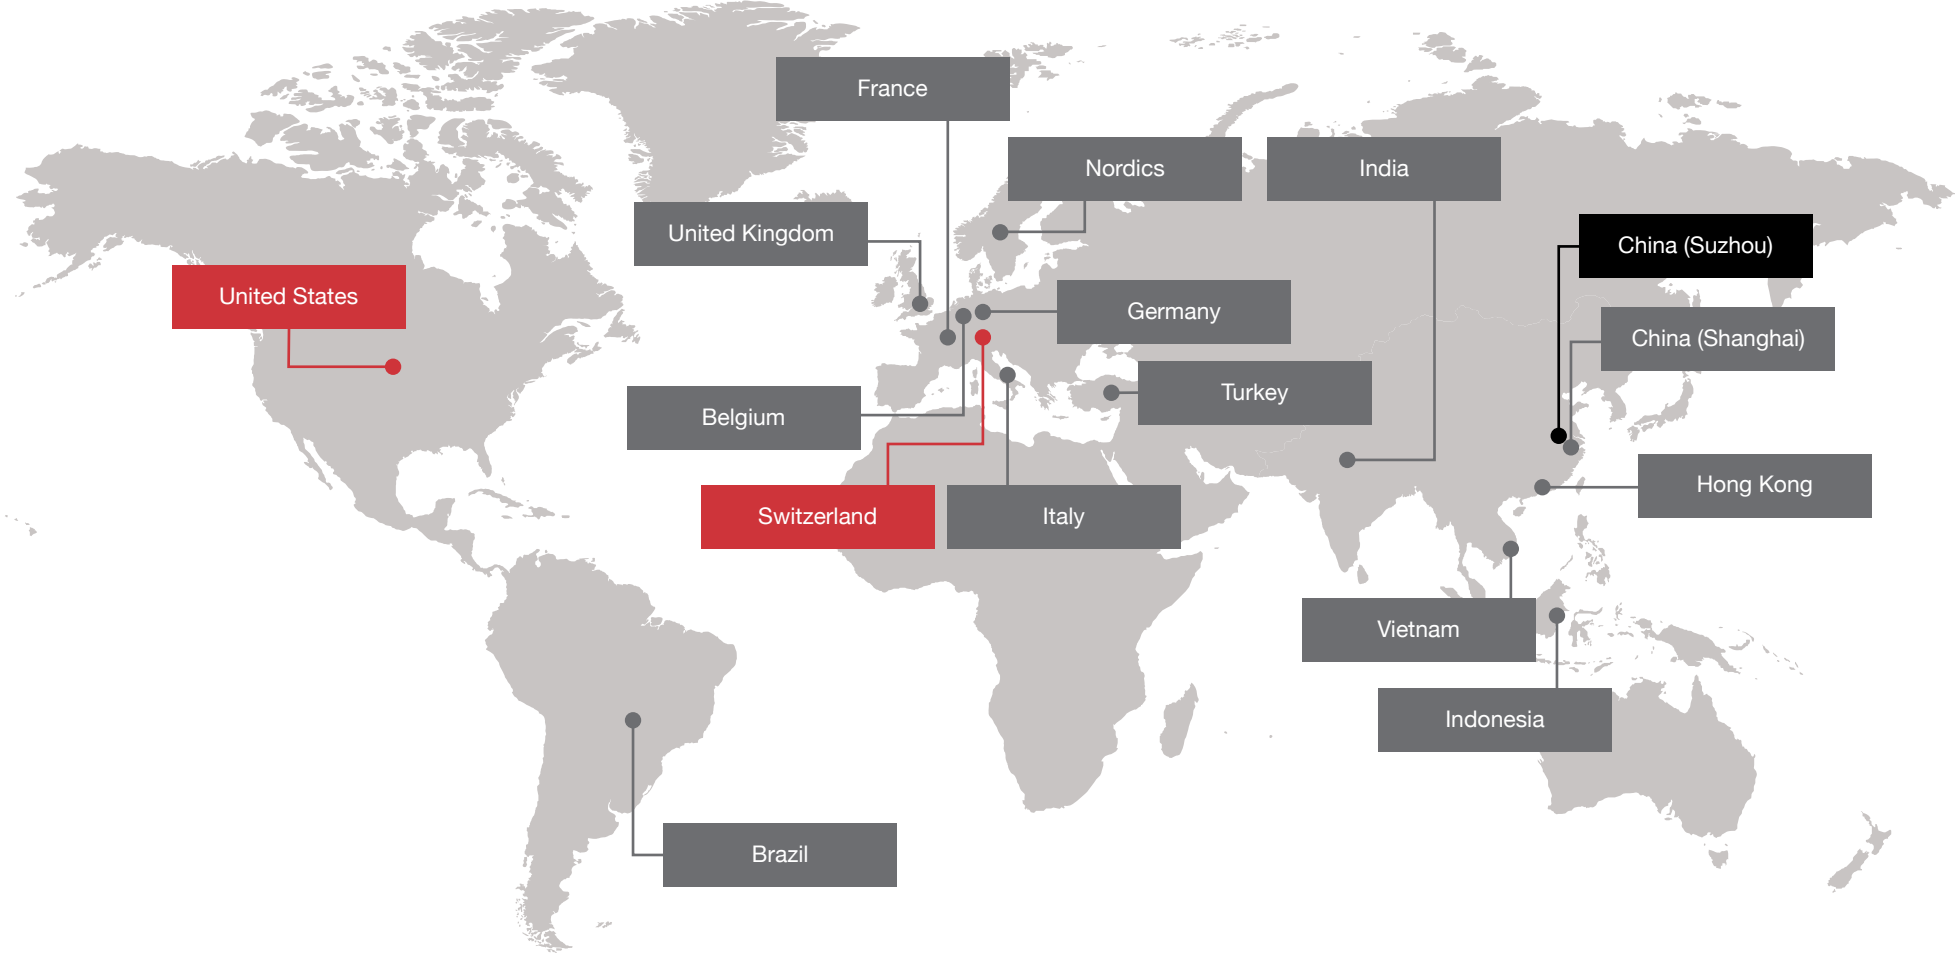 France
Nordics
India
United Kingdom
China (Suzhou)
United States
Germany
China (Shanghai)
Turkey
Belgium
Hong Kong
Switzerland
Italy
Vietnam
Indonesia
Brazil